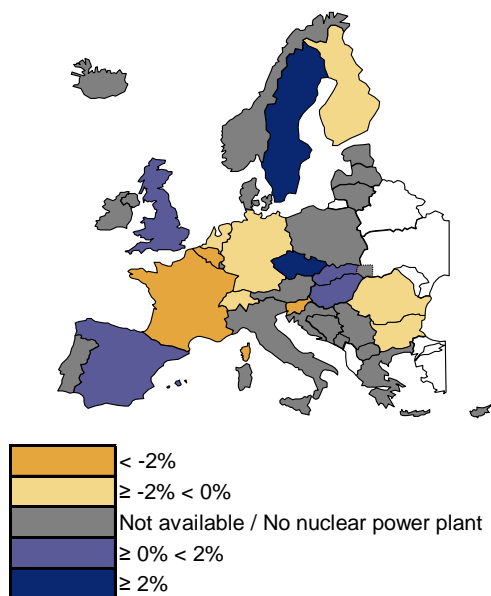 < -2%
≥ -2% < 0%
Not available / No nuclear power plant
≥ 0% < 2%
≥ 2%